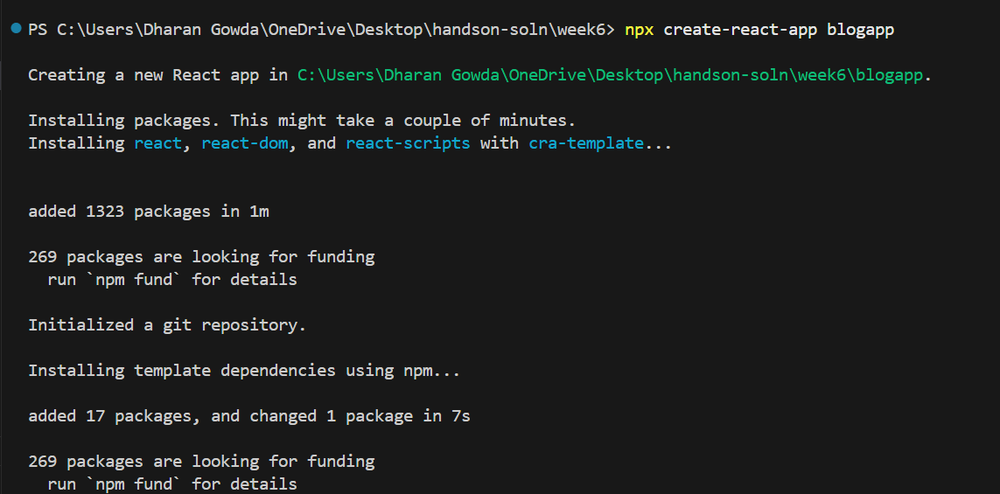 PS C:\Users\Dharan Gowda\OneDrive\Desktop\handson-soln\week6> npx create-react-app blogapp
Creating a new React app in C:\Users\Dharan Gowda\OneDrive\Desktop\handson-soln\week6\blogapp.
Installing packages. This might take a couple of minutes.
Installing react, react-dom, and react-scripts with cra-template...
added 1323 packages in 1m
269 packages are looking for funding
  run `npm fund` for details
Initialized a git repository.
Installing template dependencies using npm...
added 17 packages, and changed 1 package in 7s
269 packages are looking for funding
  run `npm fund` for details